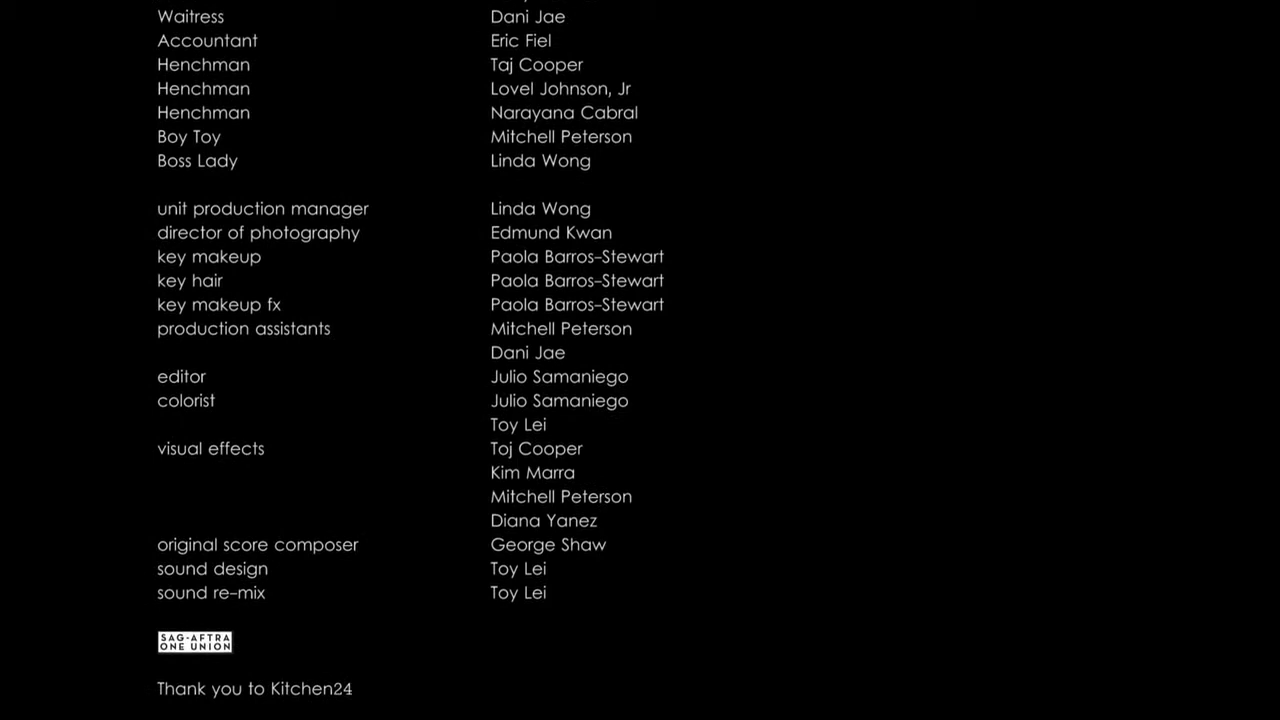 Waitress Dani Jae
Accountant Eric Fiel
Henchman Taj Cooper
Henchman Lovel Johnson, Jr
Henchman Narayana Cabral
Boy Toy Mitchell Peterson
Boss Lady Linda Wong
unit production manager Linda Wong
director of photography Edmund Kwan
key makeup Paola Barros-Stewart
key hair Paola Barros-Stewart
key makeup fx Paola Barros-Stewart
production assistants Mitchell Peterson
Dani Jae
editor Julio Samaniego
colorist Julio Samaniego
Toy Lei
visual effects Toj Cooper
Kim Marra
Mitchell Peterson
Diana Yanez
original score composer George Shaw
sound design Toy Lei
sound re-mix Toy Lei
SAG-AFTRA
ONE UNION
Thank you to Kitchen24